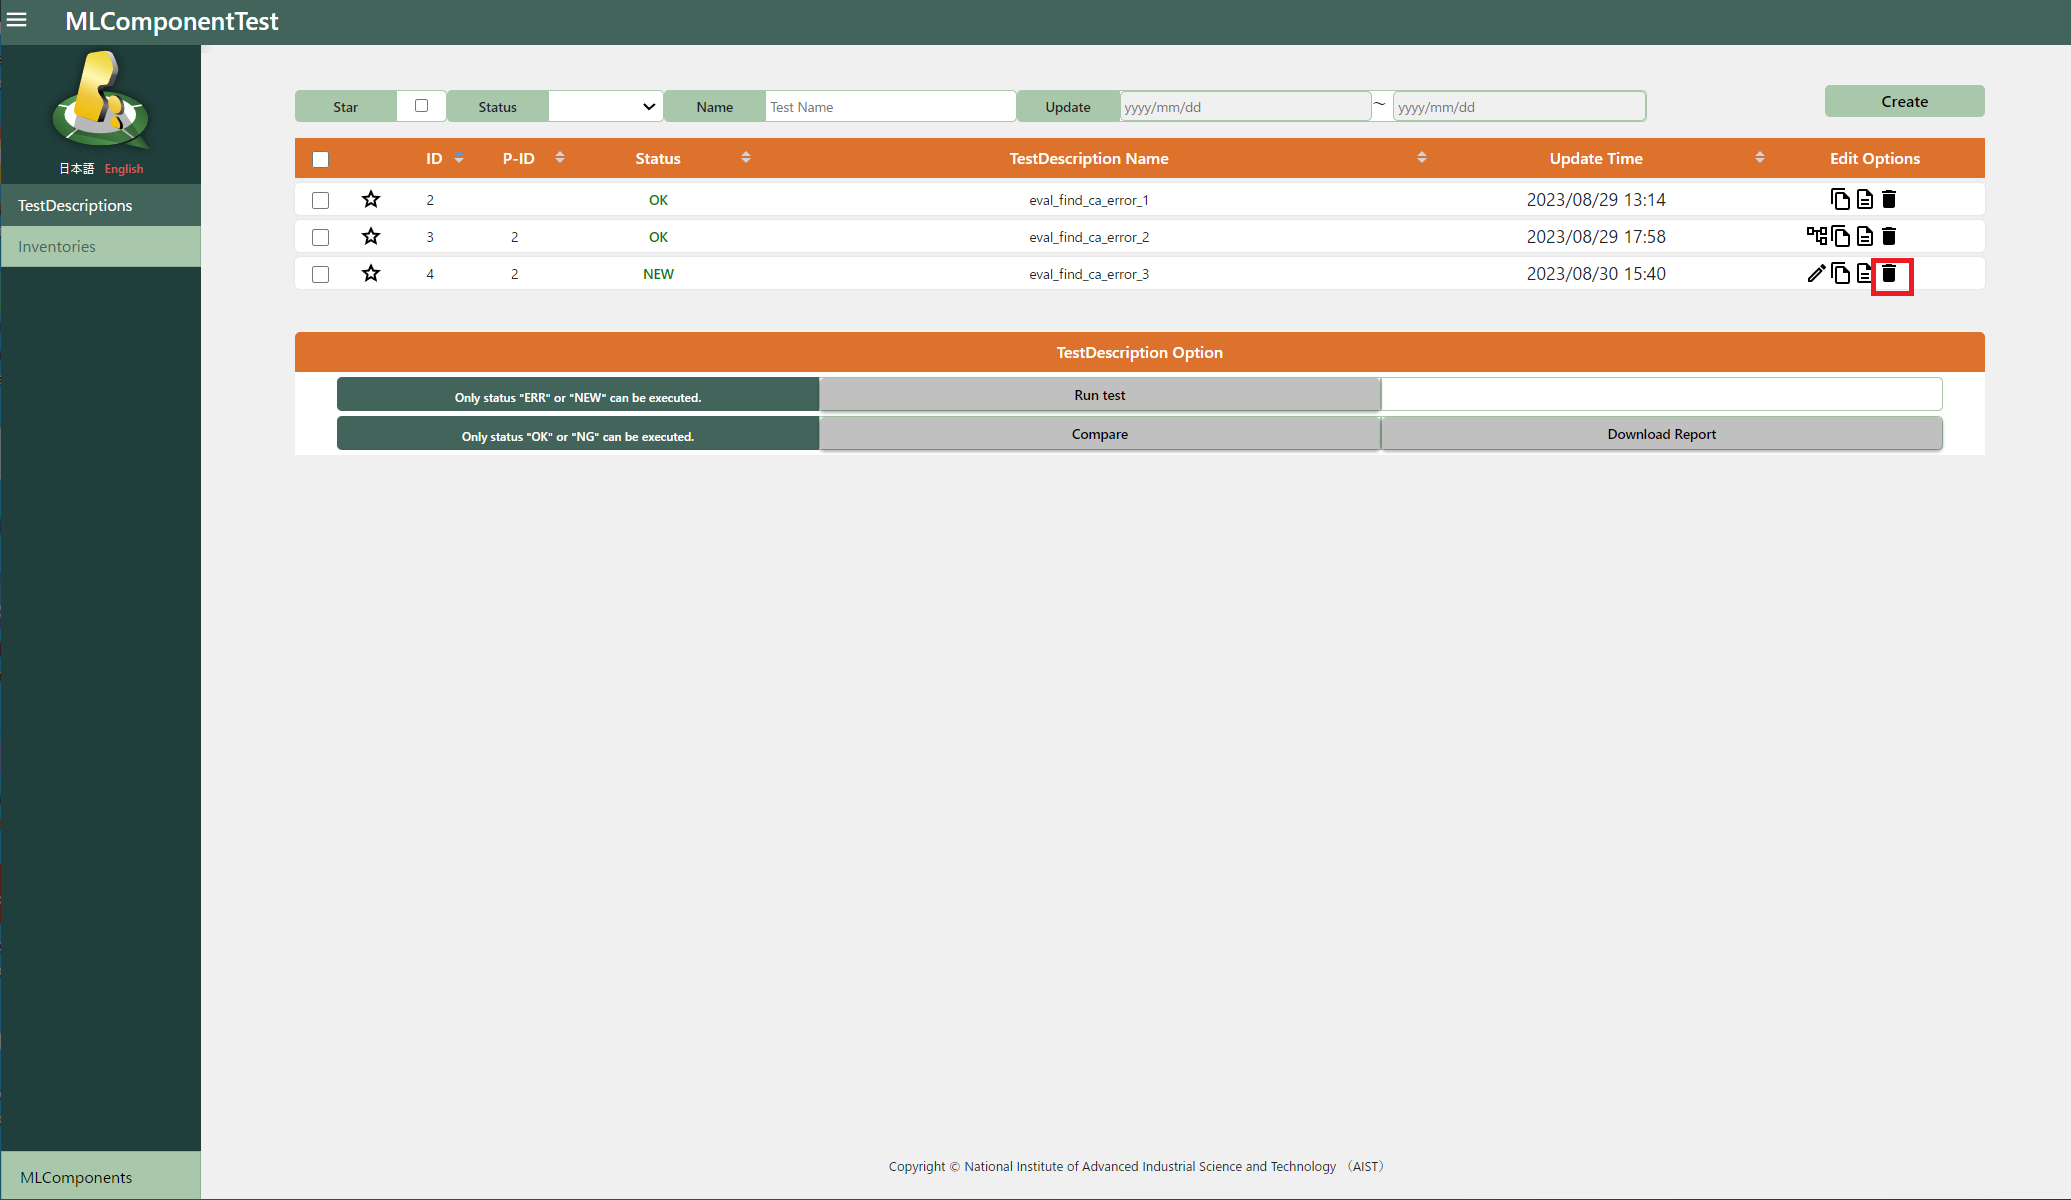 MLComponentTest
日本語 English
TestDescriptions
Inventories
MLComponents
Star Status Name Test Name Update yyyy/mm/dd ~ yyyy/mm/dd Create
ID P-ID Status TestDescription Name Update Time Edit Options
2 OK eval_find_ca_error_1 2023/08/29 13:14
3 2 OK eval_find_ca_error_2 2023/08/29 17:58
4 2 NEW eval_find_ca_error_3 2023/08/30 15:40
TestDescription Option
Only status "ERR" or "NEW" can be executed. Run test
Only status "OK" or "NG" can be executed. Compare Download Report
Copyright © National Institute of Advanced Industrial Science and Technology （AIST）